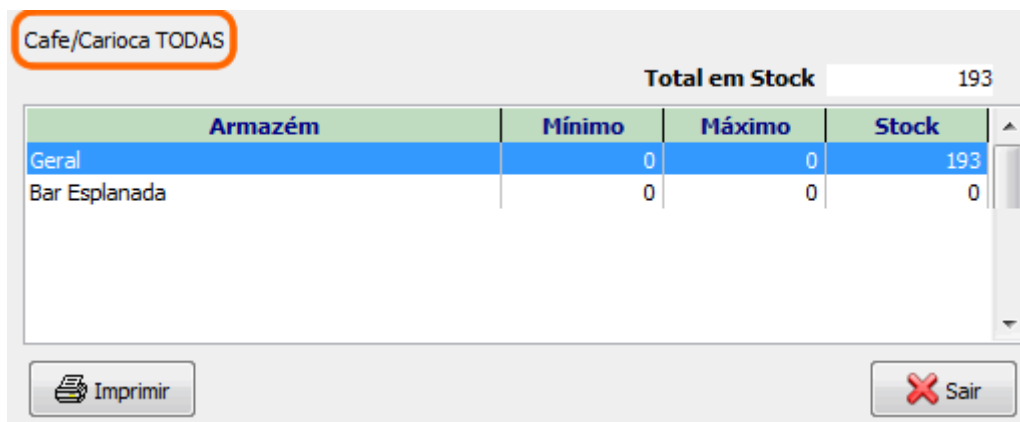 Cafe/Carioca TODAS
Total em Stock 193
Armazém Mínimo Máximo Stock
Geral 0 0 193
Bar Esplanada 0 0 0
Imprimir Sair